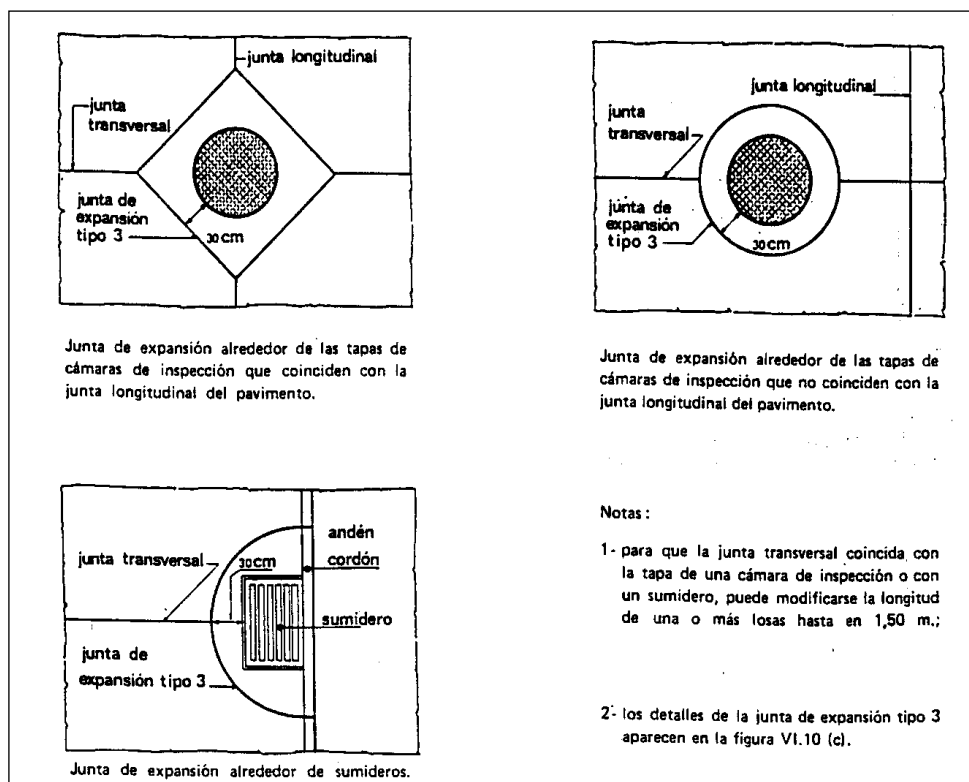 junta longitudinal
junta
transversal
junta de
expansión
tipo 3
30 cm
Junta de expansión alrededor de las tapas de
cámaras de inspección que coinciden con la
junta longitudinal del pavimento.
junta longitudinal
junta
transversal
junta de
expansión
tipo 3
30 cm
Junta de expansión alrededor de las tapas de
cámaras de inspección que no coinciden con la
junta longitudinal del pavimento.
junta transversal
30 cm
andén
cordón
sumidero
junta de
expansión tipo 3
Junta de expansión alrededor de sumideros.
Notas:
1- para que la junta transversal coincida con
la tapa de una cámara de inspección o con
un sumidero, puede modificarse la longitud
de una o más losas hasta en 1,50 m.;
2- los detalles de la junta de expansión tipo 3
aparecen en la figura VI.10 (c).